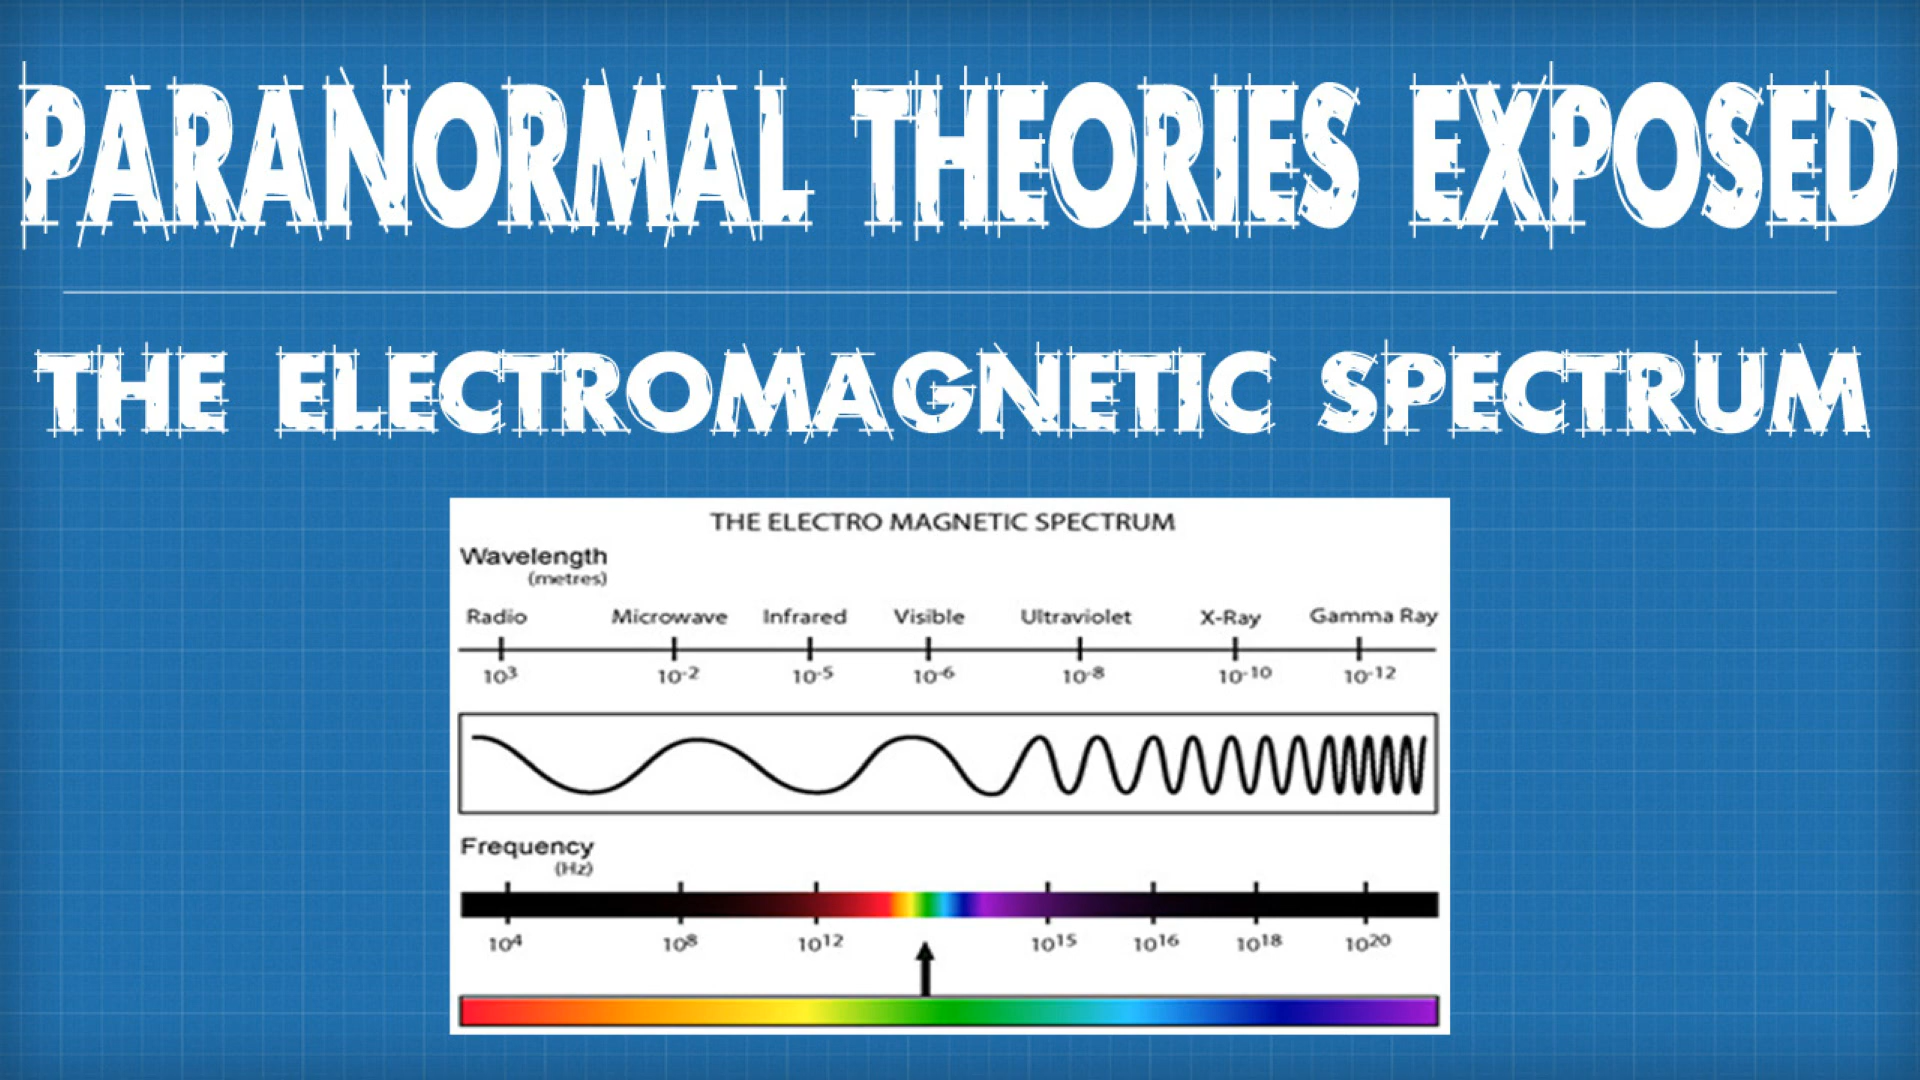 PARANORMAL THEORIES EXPOSED
THE ELECTROMAGNETIC SPECTRUM
THE ELECTRO MAGNETIC SPECTRUM
Wavelength
(metres)
Radio Microwave Infrared Visible Ultraviolet X-Ray Gamma Ray
10³ 10⁻² 10⁻⁵ 10⁻⁶ 10⁻⁸ 10⁻¹⁰ 10⁻¹²
Frequency
(Hz)
10⁴ 10⁸ 10¹² 10¹⁵ 10¹⁶ 10¹⁸ 10²⁰